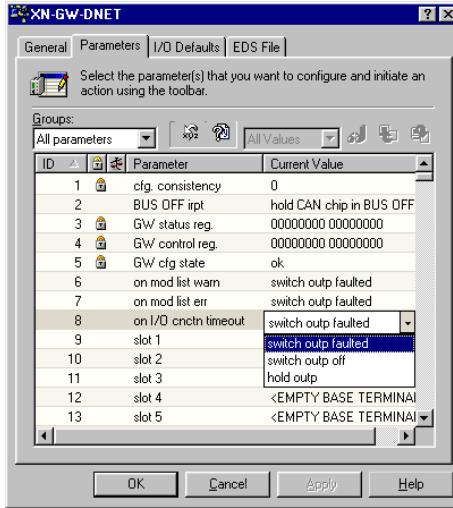 XN-GW-DNET
General Parameters I/O Defaults EDS File
Select the parameter(s) that you want to configure and initiate an
action using the toolbar.
Groups:
All parameters xyz All Values
ID Parameter Current Value
1 cfg. consistency 0
2 BUS OFF irpt hold CAN chip in BUS OFF
3 GW status reg. 00000000 00000000
4 GW control reg. 00000000 00000000
5 GW cfg state ok
6 on mod list warn switch outp faulted
7 on mod list err switch outp faulted
8 on I/O cnctn timeout switch outp faulted
9 slot 1 switch outp faulted
10 slot 2 switch outp off
11 slot 3 hold outp
12 slot 4 <EMPTY BASE TERMINAL
13 slot 5 <EMPTY BASE TERMINAL
OK Cancel Apply Help